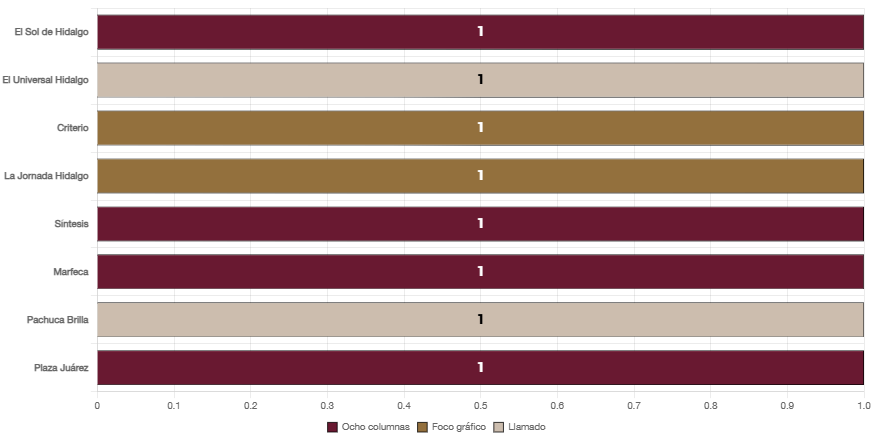 El Sol de Hidalgo 1
El Universal Hidalgo 1
Criterio 1
La Jornada Hidalgo 1
Síntesis 1
Marfeca 1
Pachuca Brilla 1
Plaza Juárez 1
0 0.1 0.2 0.3 0.4 0.5 0.6 0.7 0.8 0.9 1.0
Ocho columnas Foco gráfico Llamado